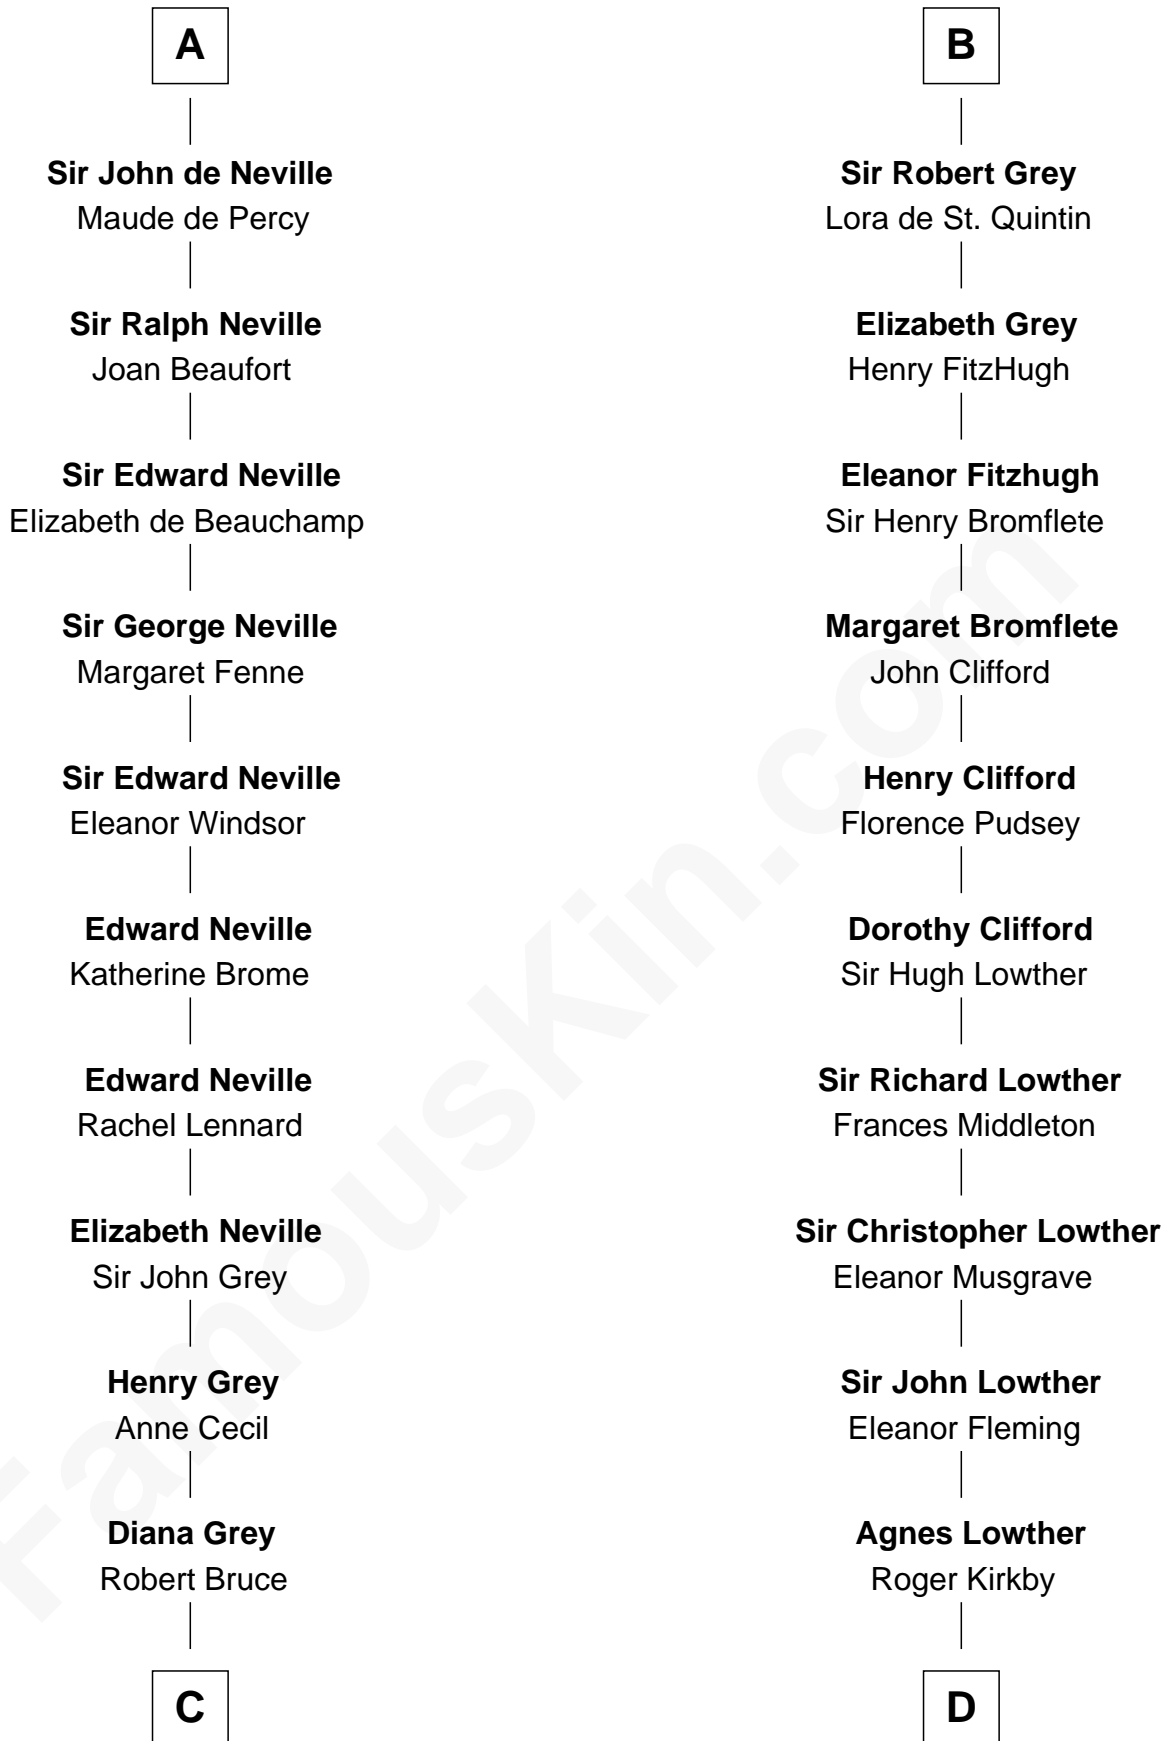 A
Sir John de Neville
Maude de Percy
Sir Ralph Neville
Joan Beaufort
Sir Edward Neville
Elizabeth de Beauchamp
Sir George Neville
Margaret Fenne
Sir Edward Neville
Eleanor Windsor
Edward Neville
Katherine Brome
Edward Neville
Rachel Lennard
Elizabeth Neville
Sir John Grey
Henry Grey
Anne Cecil
Diana Grey
Robert Bruce
C
B
Sir Robert Grey
Lora de St. Quintin
Elizabeth Grey
Henry FitzHugh
Eleanor Fitzhugh
Sir Henry Bromflete
Margaret Bromflete
John Clifford
Henry Clifford
Florence Pudsey
Dorothy Clifford
Sir Hugh Lowther
Sir Richard Lowther
Frances Middleton
Sir Christopher Lowther
Eleanor Musgrave
Sir John Lowther
Eleanor Fleming
Agnes Lowther
Roger Kirkby
D
FamousKin.com